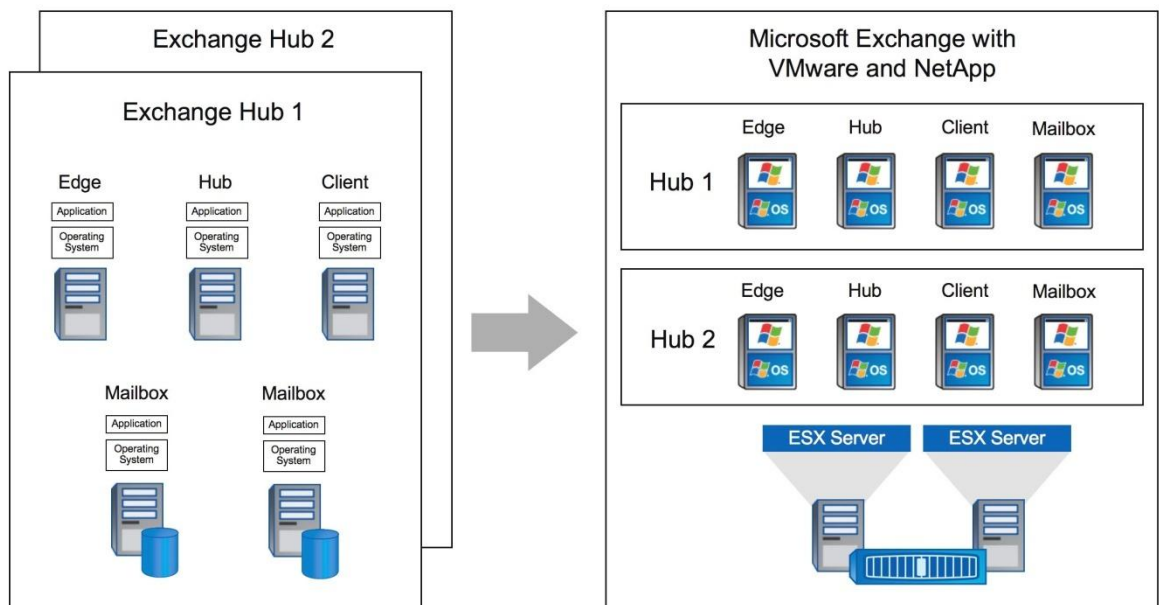 Exchange Hub 2
Exchange Hub 1
Edge
Hub
Client
Application
Application
Application
Operating
System
Operating
System
Operating
System
Mailbox
Mailbox
Application
Application
Operating
System
Operating
System
Microsoft Exchange with
VMware and NetApp
Edge
Hub
Client
Mailbox
Hub 1
OS
OS
OS
OS
Edge
Hub
Client
Mailbox
Hub 2
OS
OS
OS
OS
ESX Server
ESX Server